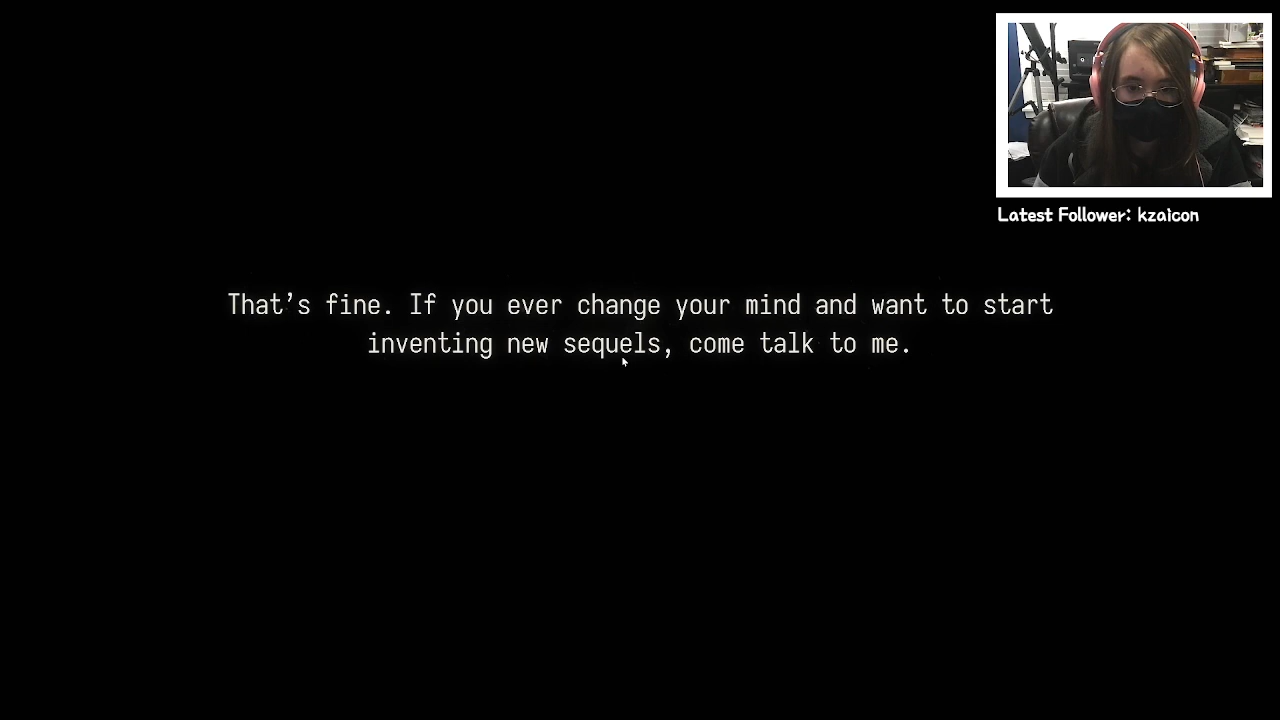 Latest Follower: kzaicon
That's fine. If you ever change your mind and want to start
inventing new sequels, come talk to me.